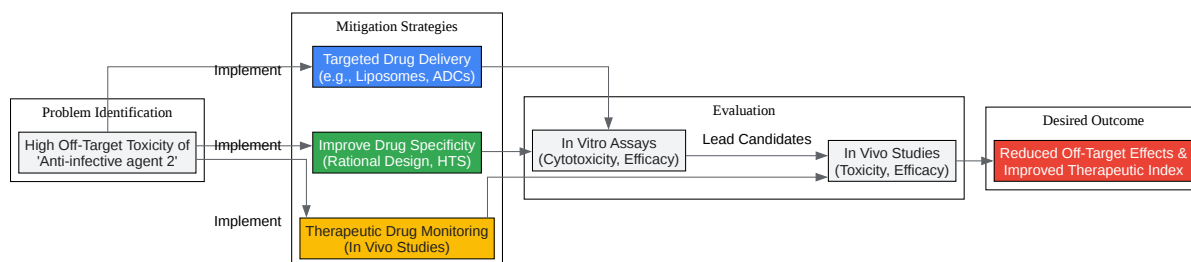 Problem Identification
High Off-Target Toxicity of
'Anti-infective agent 2'
Implement
Implement
Implement
Mitigation Strategies
Targeted Drug Delivery
(e.g., Liposomes, ADCs)
Improve Drug Specificity
(Rational Design, HTS)
Therapeutic Drug Monitoring
(In Vivo Studies)
Evaluation
In Vitro Assays
(Cytotoxicity, Efficacy)
Lead Candidates
In Vivo Studies
(Toxicity, Efficacy)
Desired Outcome
Reduced Off-Target Effects &
Improved Therapeutic Index